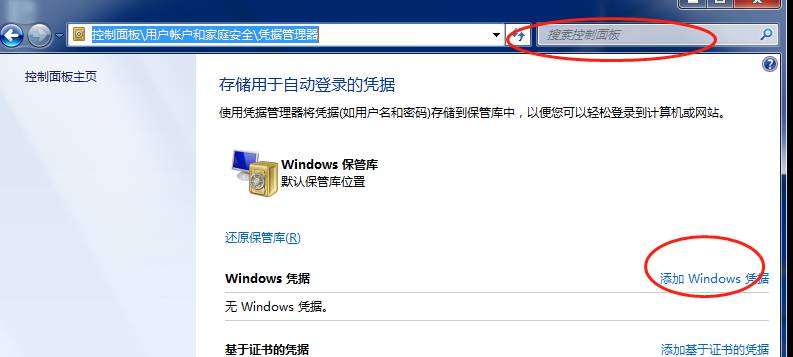 控制面板\用户帐户和家庭安全\凭据管理器
搜索控制面板
控制面板主页
存储用于自动登录的凭据
使用凭据管理器将凭据(如用户名和密码)存储到保管库中，以便您可以轻松登录到计算机或网站。
Windows 保管库
默认保管库位置
还原保管库(R)
Windows 凭据
添加 Windows 凭据
无 Windows 凭据。
基于证书的凭据
添加基于证书的凭据